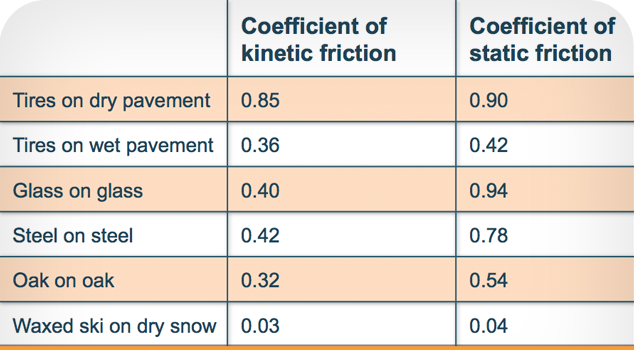 Coefficient of kinetic friction
Coefficient of static friction
Tires on dry pavement 0.85 0.90
Tires on wet pavement 0.36 0.42
Glass on glass 0.40 0.94
Steel on steel 0.42 0.78
Oak on oak 0.32 0.54
Waxed ski on dry snow 0.03 0.04